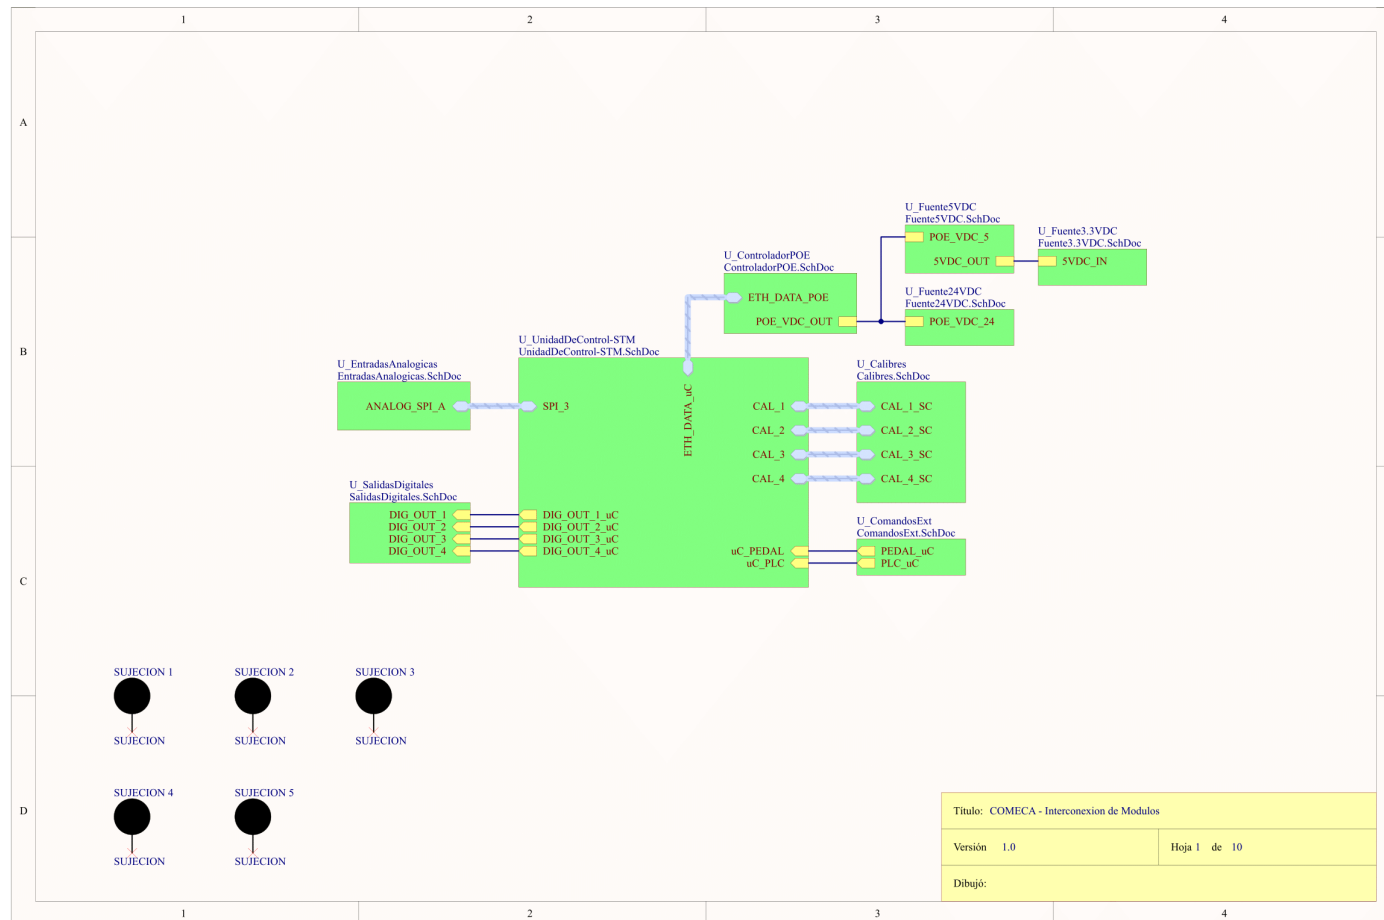 1 2 3 4
A
B
C
D
U_Fuente5VDC
Fuente5VDC.SchDoc
POE_VDC_5
5VDC_OUT
U_Fuente3.3VDC
Fuente3.3VDC.SchDoc
5VDC_IN
U_ControladorPOE
ControladorPOE.SchDoc
ETH_DATA_POE
POE_VDC_OUT
U_Fuente24VDC
Fuente24VDC.SchDoc
POE_VDC_24
U_UnidadDeControl-STM
UnidadDeControl-STM.SchDoc
SPI_3
ETH_DATA_uC
CAL_1
CAL_2
CAL_3
CAL_4
DIG_OUT_1_uC
DIG_OUT_2_uC
DIG_OUT_3_uC
DIG_OUT_4_uC
uC_PEDAL
uC_PLC
U_EntradasAnalogicas
EntradasAnalogicas.SchDoc
ANALOG_SPI_A
U_Calibres
Calibres.SchDoc
CAL_1_SC
CAL_2_SC
CAL_3_SC
CAL_4_SC
U_SalidasDigitales
SalidasDigitales.SchDoc
DIG_OUT_1
DIG_OUT_2
DIG_OUT_3
DIG_OUT_4
U_ComandosExt
ComandosExt.SchDoc
PEDAL_uC
PLC_uC
SUJECION 1
SUJECION
SUJECION 2
SUJECION
SUJECION 3
SUJECION
SUJECION 4
SUJECION
SUJECION 5
SUJECION
Título: COMECA - Interconexion de Modulos
Versión 1.0
Hoja 1 de 10
Dibujó:
1 2 3 4